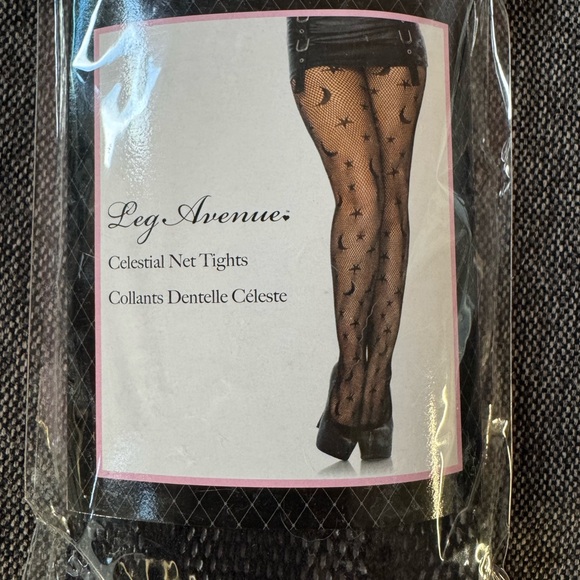 Leg Avenue
Celestial Net Tights
Collants Dentelle Céleste